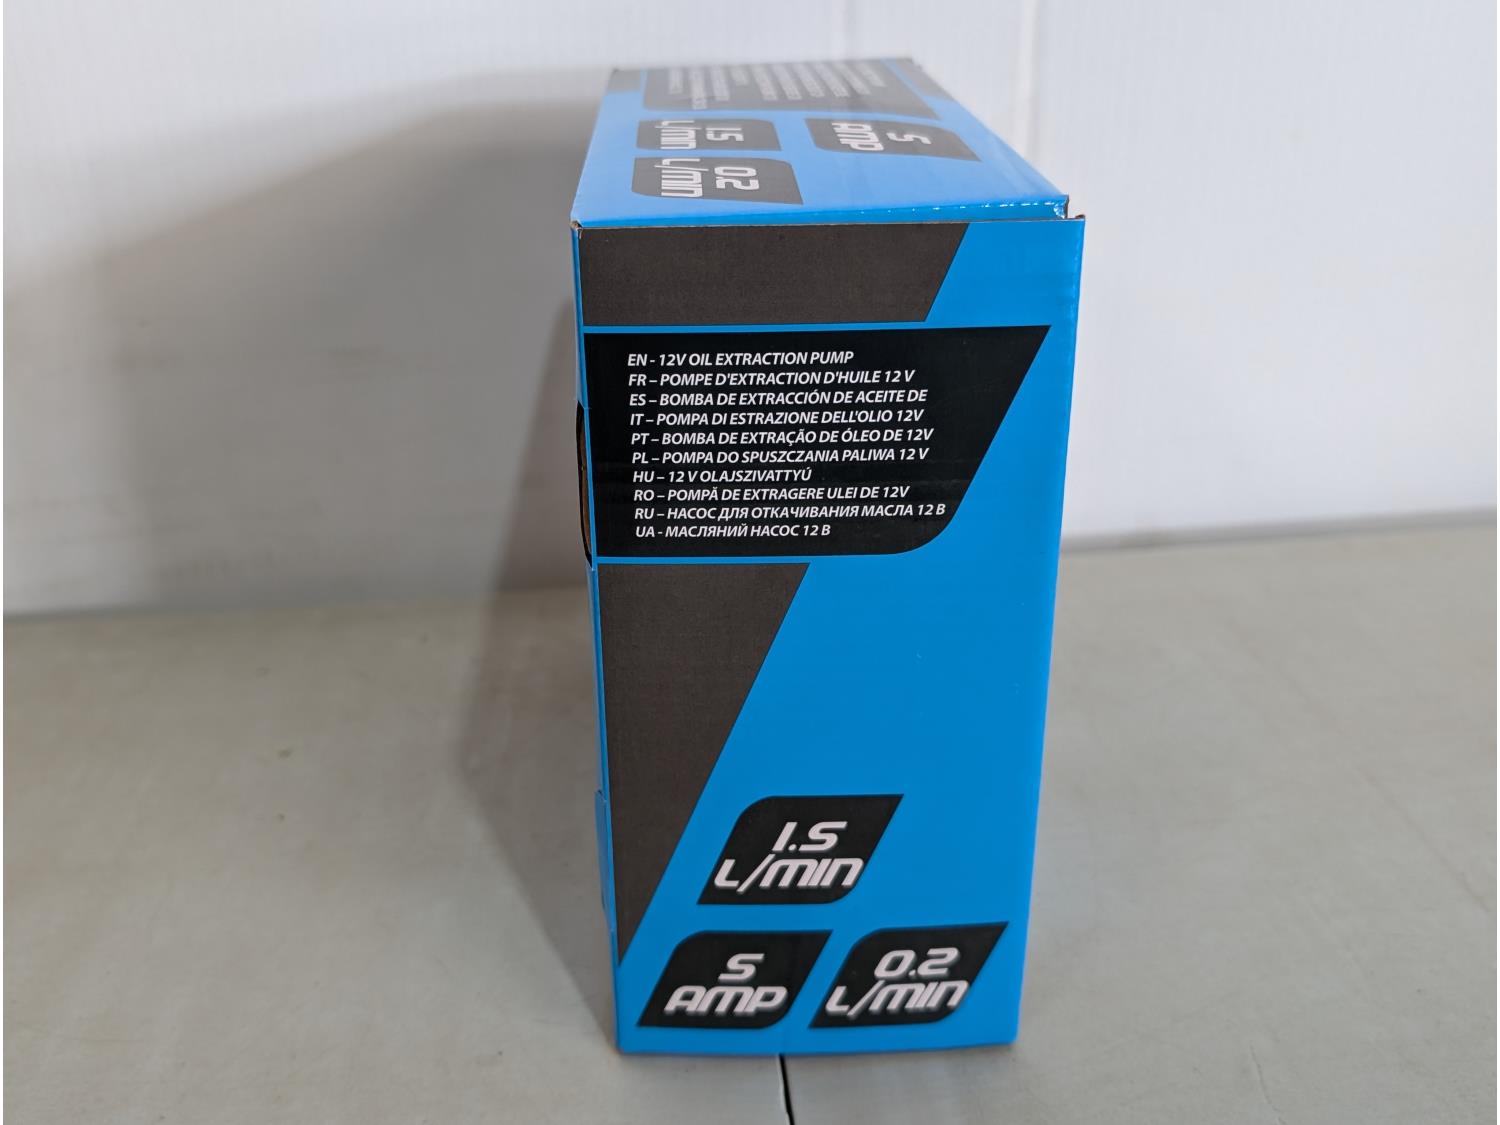 5
AMP
1.5
L/min
0.2
L/min
EN - 12V OIL EXTRACTION PUMP
FR – POMPE D'EXTRACTION D'HUILE 12 V
ES – BOMBA DE EXTRACCIÓN DE ACEITE DE
IT – POMPA DI ESTRAZIONE DELL'OLIO 12V
PT – BOMBA DE EXTRAÇÃO DE ÓLEO DE 12V
PL – POMPA DO SPUSZCZANIA PALIWA 12 V
HU – 12 V OLAJSZIVATTYÚ
RO – POMPĂ DE EXTRAGERE ULEI DE 12V
RU – НАСОС ДЛЯ ОТКАЧИВАНИЯ МАСЛА 12 В
UA - МАСЛЯНИЙ НАСОС 12 В
1.5
L/min
5
AMP
0.2
L/min